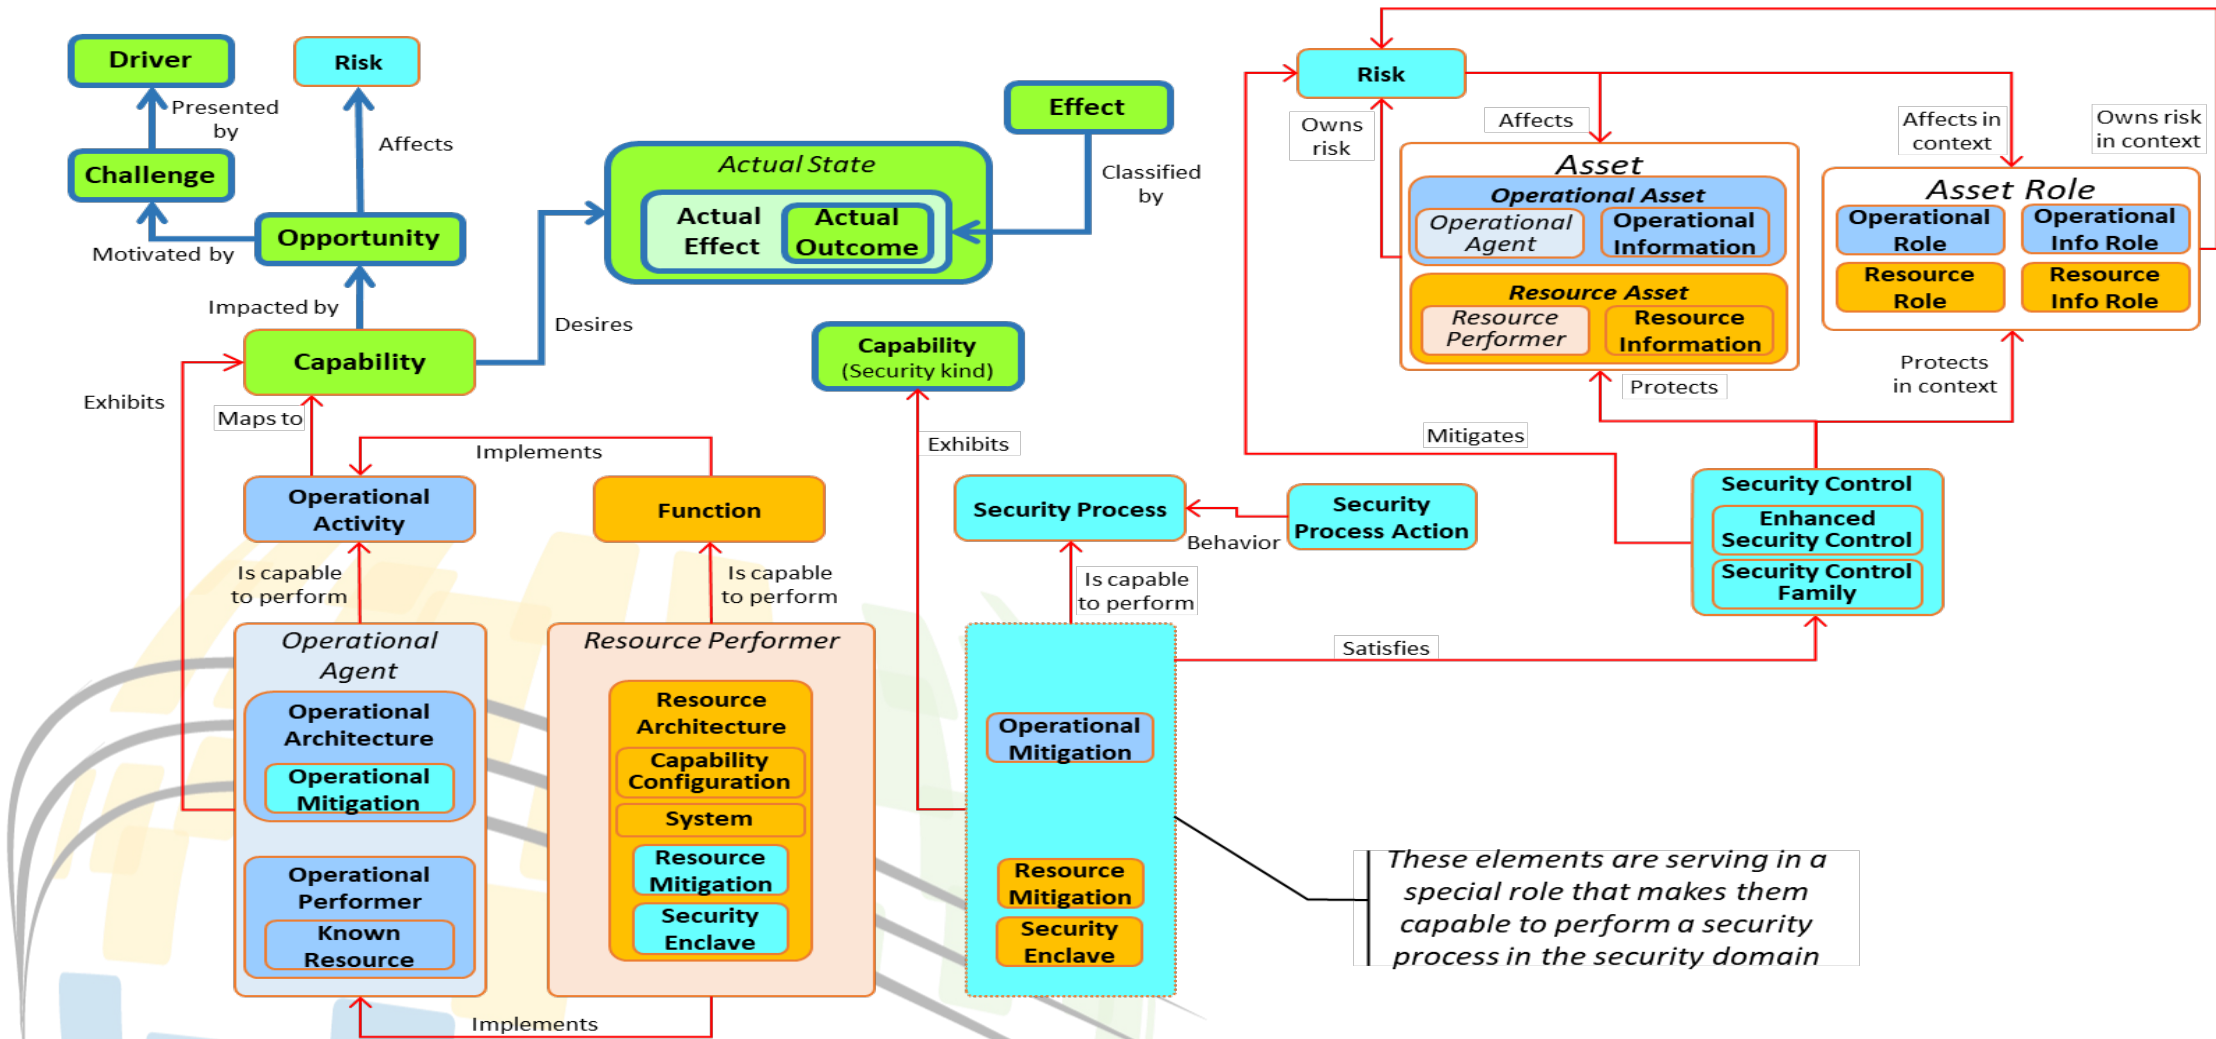 Driver
Risk
Presented
by
Affects
Challenge
Opportunity
Motivated by
Impacted by
Capability
Desires
Exhibits
Maps to
Actual State
Actual
Effect
Actual
Outcome
Effect
Classified
by
Capability
(Security kind)
Exhibits
Implements
Operational
Activity
Function
Is capable
to perform
Is capable
to perform
Operational
Agent
Operational
Architecture
Operational
Mitigation
Operational
Performer
Known
Resource
Resource Performer
Resource
Architecture
Capability
Configuration
System
Resource
Mitigation
Security
Enclave
Implements
Security Process
Security
Process Action
Behavior
Is capable
to perform
Operational
Mitigation
Resource
Mitigation
Security
Enclave
Satisfies
These elements are serving in a
special role that makes them
capable to perform a security
process in the security domain
Risk
Owns
risk
Affects
Affects in
context
Owns risk
in context
Asset
Operational Asset
Operational
Agent
Operational
Information
Resource Asset
Resource
Performer
Resource
Information
Asset Role
Operational
Role
Operational
Info Role
Resource
Role
Resource
Info Role
Protects
Protects
in context
Mitigates
Security Control
Enhanced
Security Control
Security Control
Family